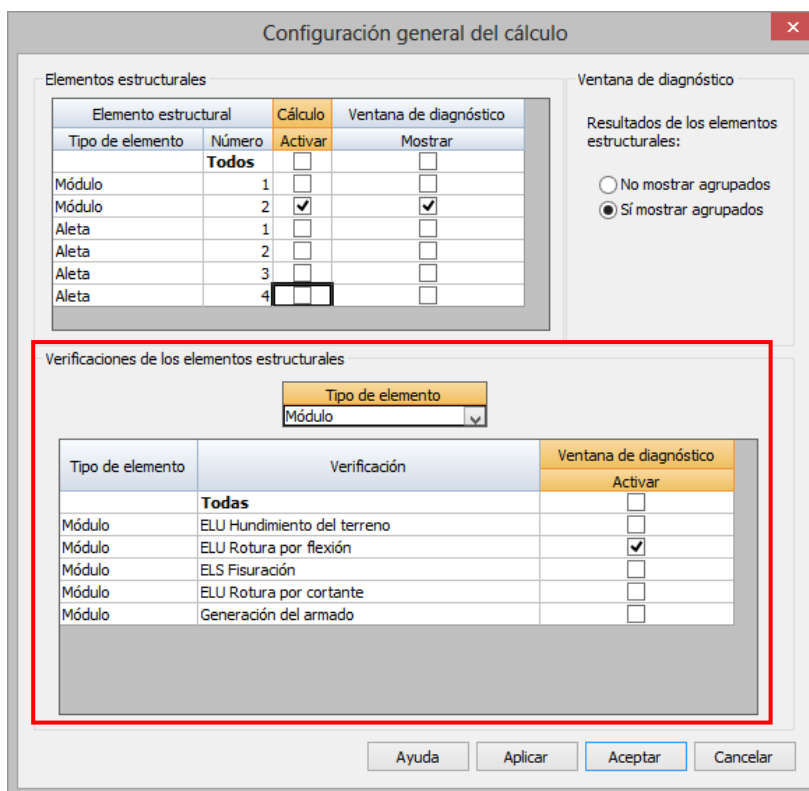 Configuración general del cálculo
Elementos estructurales
Elemento estructural Cálculo Ventana de diagnóstico
Tipo de elemento Número Activar Mostrar
Todos
Módulo 1
Módulo 2
Aleta 1
Aleta 2
Aleta 3
Aleta 4
Ventana de diagnóstico
Resultados de los elementos
estructurales:
No mostrar agrupados
Sí mostrar agrupados
Verificaciones de los elementos estructurales
Tipo de elemento
Módulo
Tipo de elemento Verificación Ventana de diagnóstico
Activar
Todas
Módulo ELU Hundimiento del terreno
Módulo ELU Rotura por flexión
Módulo ELS Fisuración
Módulo ELU Rotura por cortante
Módulo Generación del armado
Ayuda Aplicar Aceptar Cancelar